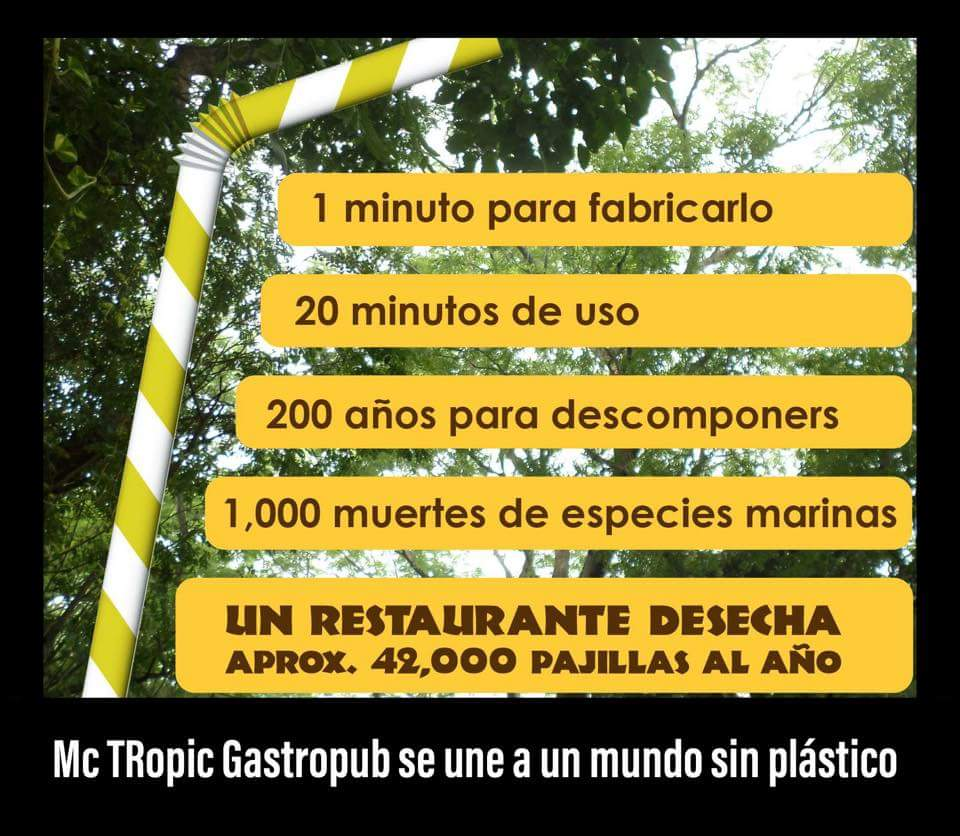 1 minuto para fabricarlo
20 minutos de uso
200 años para descomponers
1,000 muertes de especies marinas
UN RESTAURANTE DESECHA
APROX. 42,000 PAJILLAS AL AÑO
Mc TRopic Gastropub se une a un mundo sin plástico